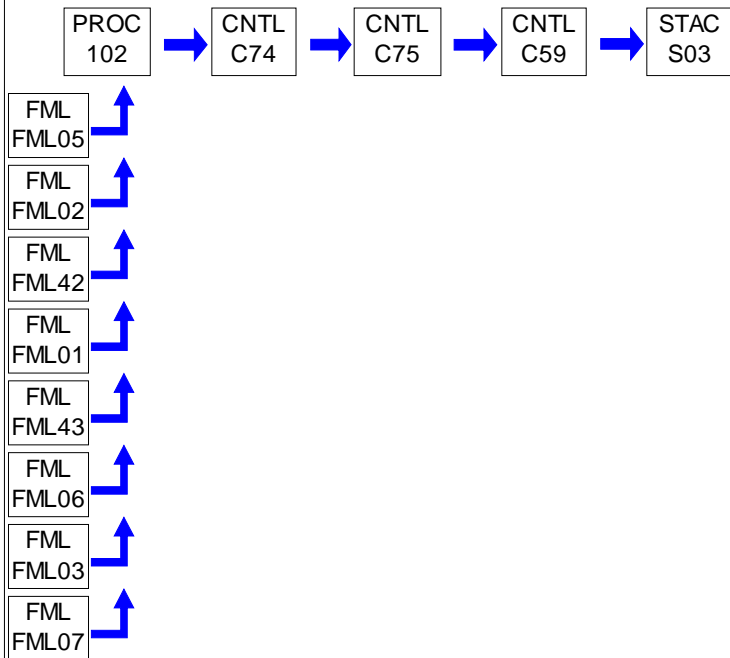 PROC
102
CNTL
C74
CNTL
C75
CNTL
C59
STAC
S03
FML
FML05
FML
FML02
FML
FML42
FML
FML01
FML
FML43
FML
FML06
FML
FML03
FML
FML07